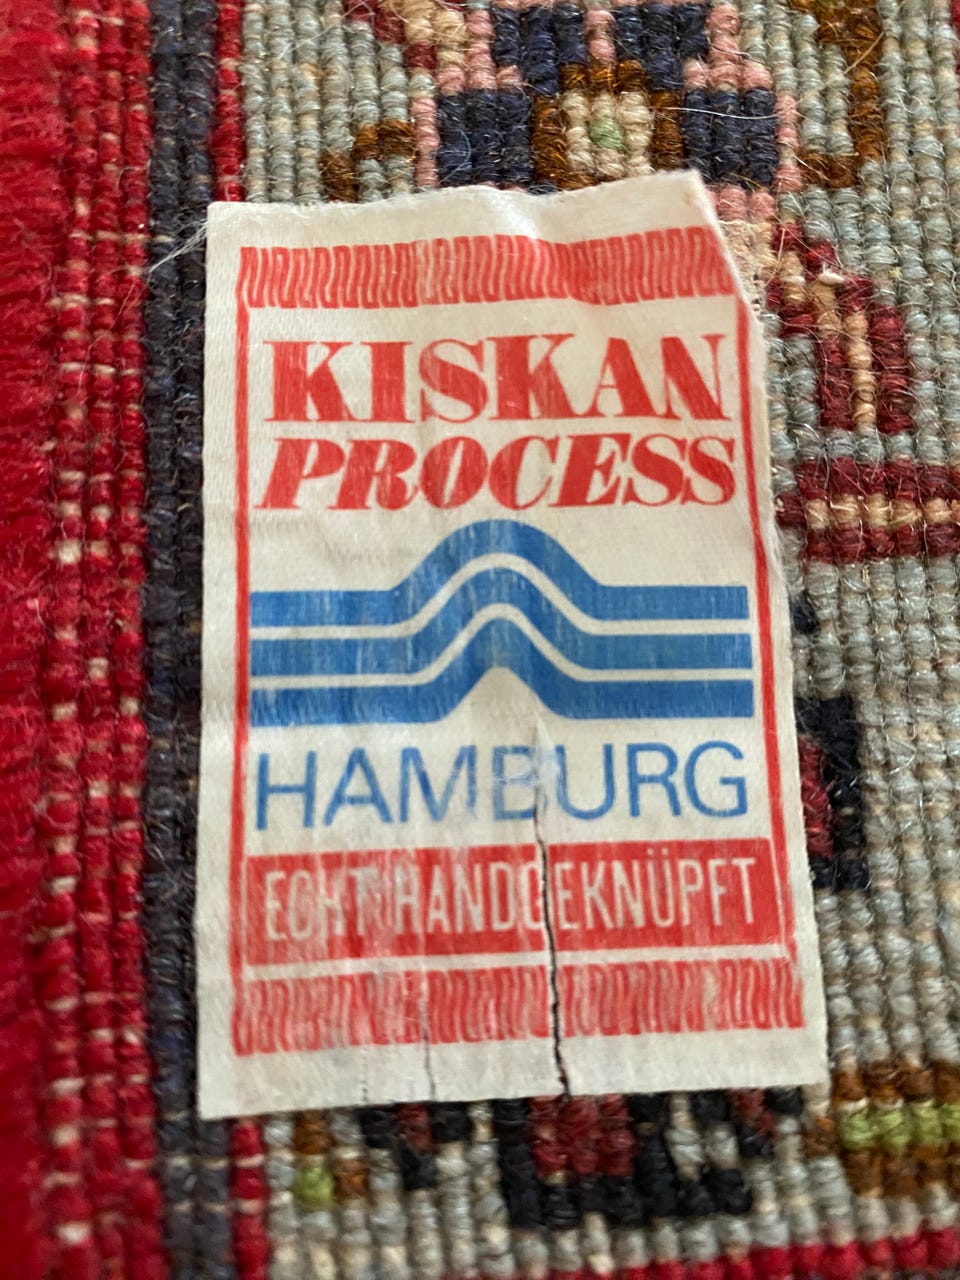 KISKAN
PROCESS
HAMBURG
ECHT HANDGEKNÜPFT